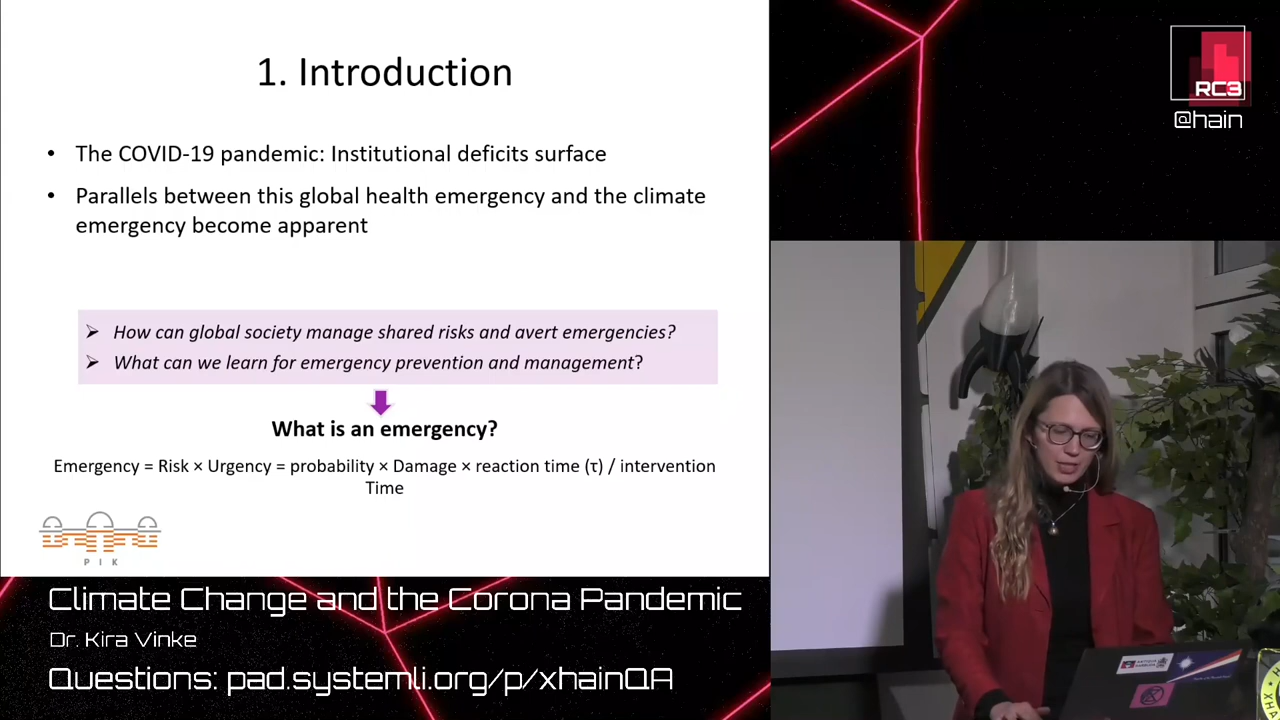 1. Introduction
• The COVID-19 pandemic: Institutional deficits surface
• Parallels between this global health emergency and the climate
emergency become apparent
➢ How can global society manage shared risks and avert emergencies?
➢ What can we learn for emergency prevention and management?
What is an emergency?
Emergency = Risk × Urgency = probability × Damage × reaction time (τ) / intervention
Time
PIK
RC3
@hain
Climate Change and the Corona Pandemic
Dr. Kira Vinke
Questions: pad.systemli.org/p/xhainQA